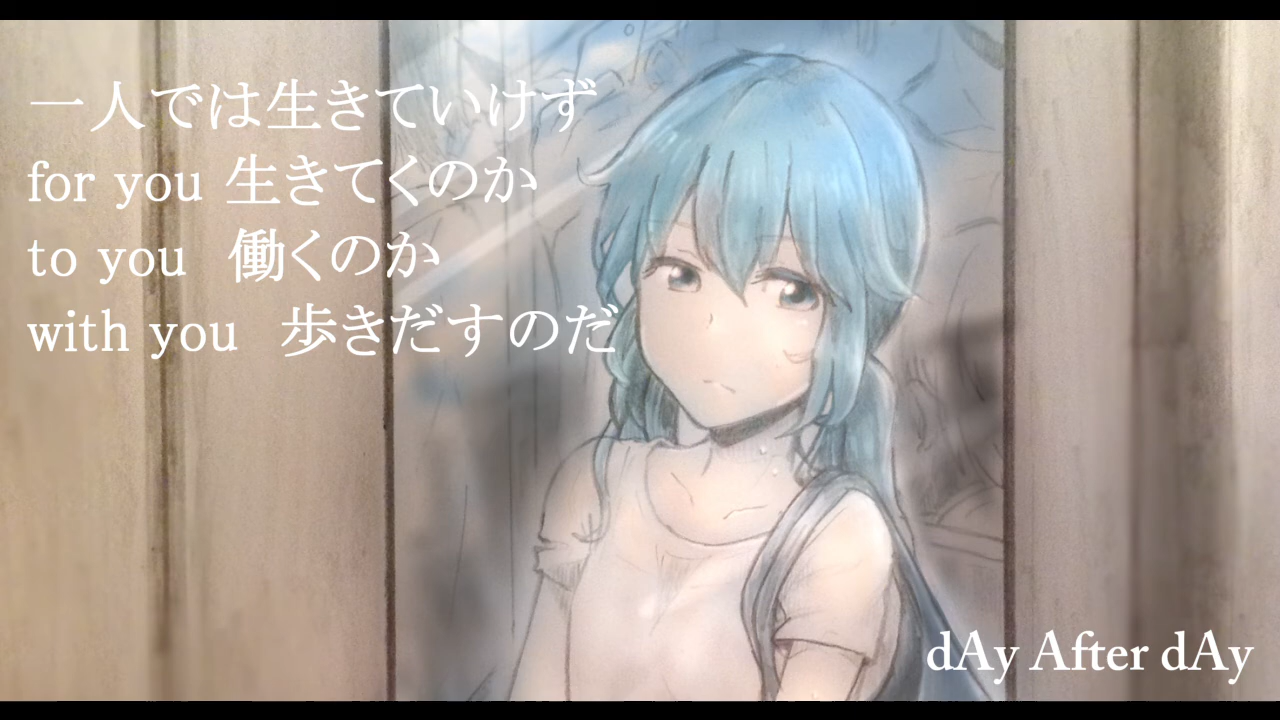 一人では生きていけず
for you 生きてくのか
to you 働くのか
with you 歩きだすのだ
dAy After dAy